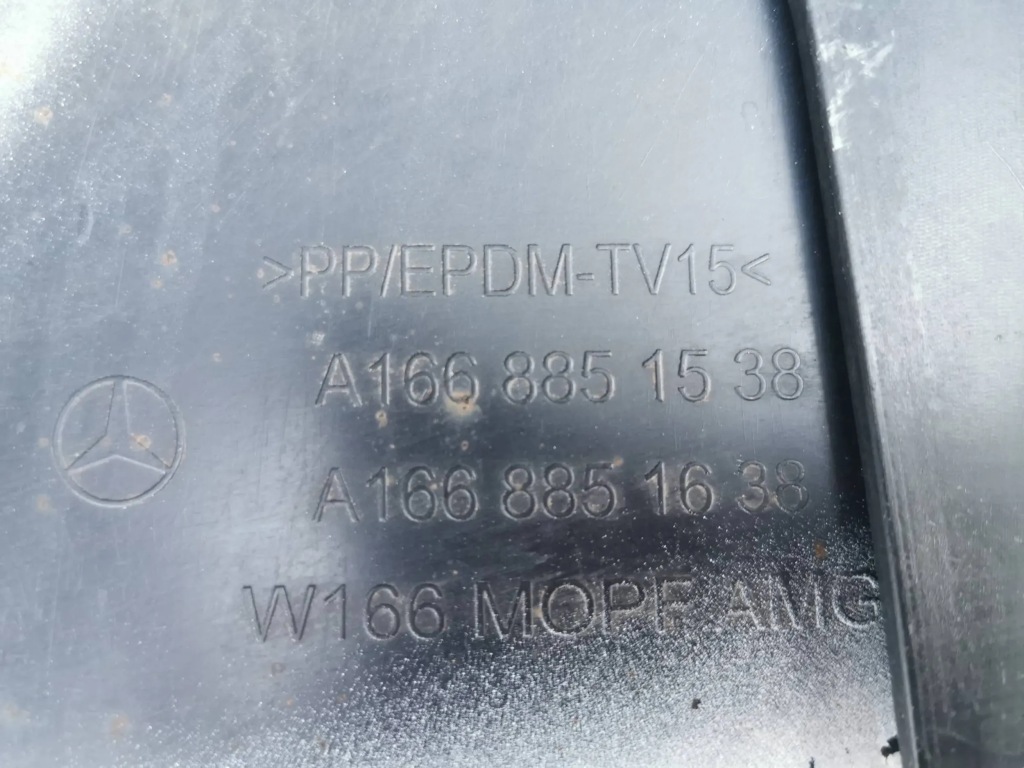 >PP/EPDM-TV15<
A166 885 15 38
A166 885 16 38
W166 MOPF AMG